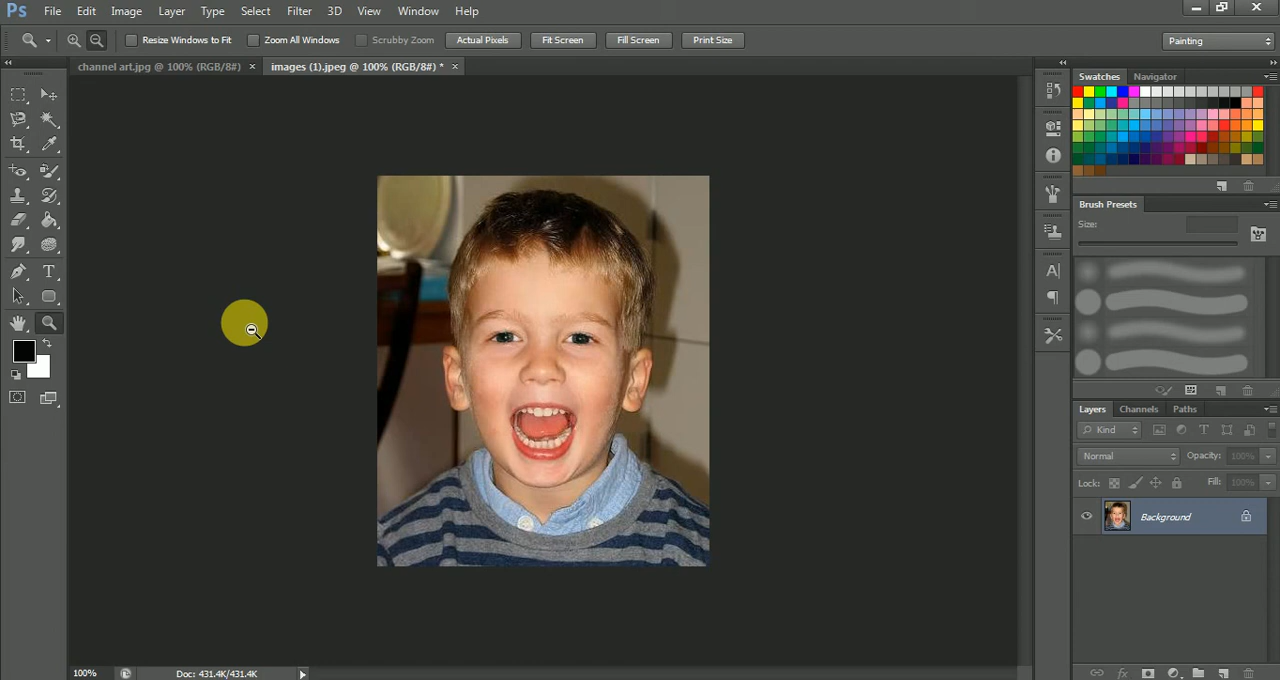 Ps File Edit Image Layer Type Select Filter 3D View Window Help
Resize Windows to Fit Zoom All Windows Scrubby Zoom Actual Pixels Fit Screen Fill Screen Print Size Painting
channel art.jpg @ 100% (RGB/8#) × images (1).jpeg @ 100% (RGB/8#) * ×
Swatches Navigator
Brush Presets
Size:
Layers Channels Paths
Kind
Normal Opacity: 100%
Lock: Fill: 100%
Background
100% Doc: 431.4K/431.4K